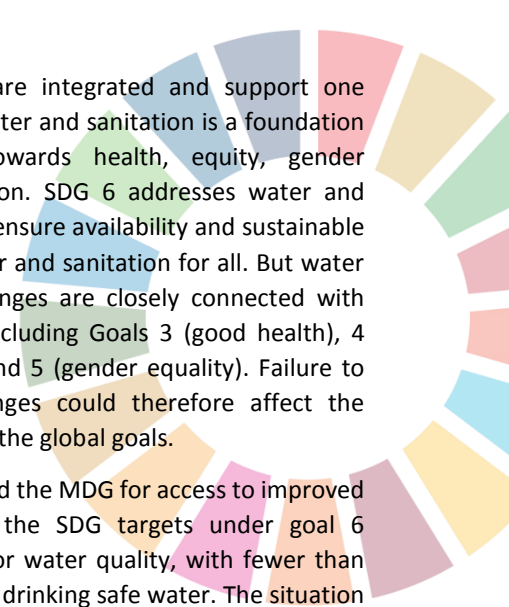 are integrated and support one
ter and sanitation is a foundation
owards health, equity, gender
on. SDG 6 addresses water and
ensure availability and sustainable
r and sanitation for all. But water
nges are closely connected with
cluding Goals 3 (good health), 4
nd 5 (gender equality). Failure to
nges could therefore affect the
the global goals.
d the MDG for access to improved
the SDG targets under goal 6
or water quality, with fewer than
drinking safe water. The situation